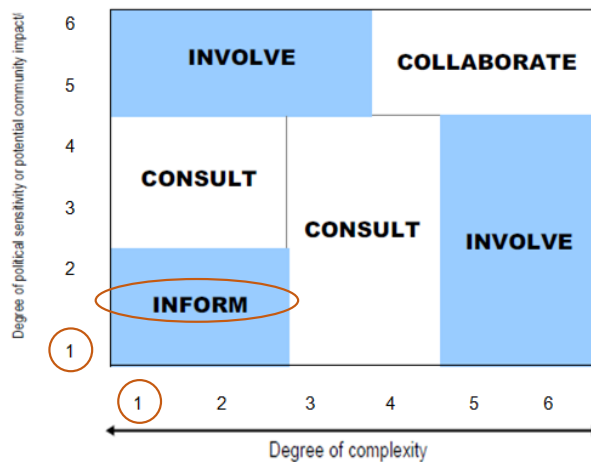 Degree of political sensitivity or potential community impact/
6
5
4
3
2
1
INVOLVE
COLLABORATE
CONSULT
CONSULT
INVOLVE
INFORM
1 2 3 4 5 6
Degree of complexity